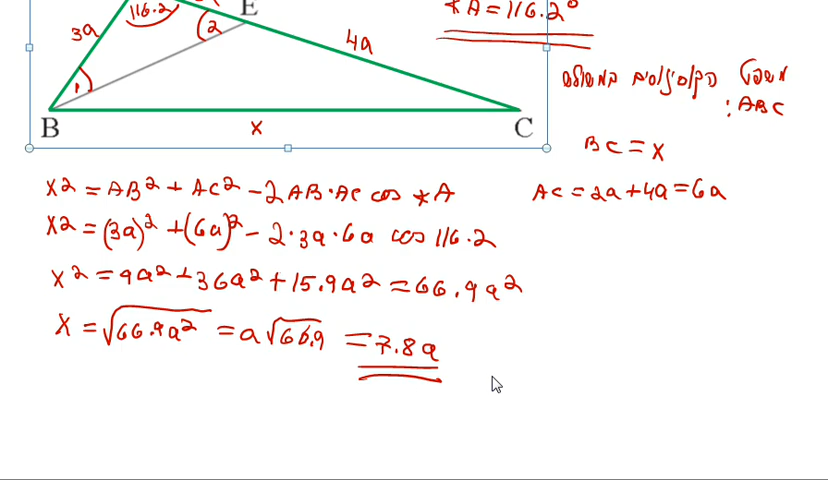 ∢A = 116.2°
116.2
E
3a
2
4a
1
B
x
C
משפט הקוסינוסים במשולש
ABC:
BC = x
AC = 2a + 4a = 6a
x² = AB² + AC² - 2AB·AC cos ∢A
x² = (3a)² + (6a)² - 2·3a·6a cos 116.2
x² = 9a² + 36a² + 15.9a² = 66.9a²
x = √66.9a² = a√66.9 = 7.8a